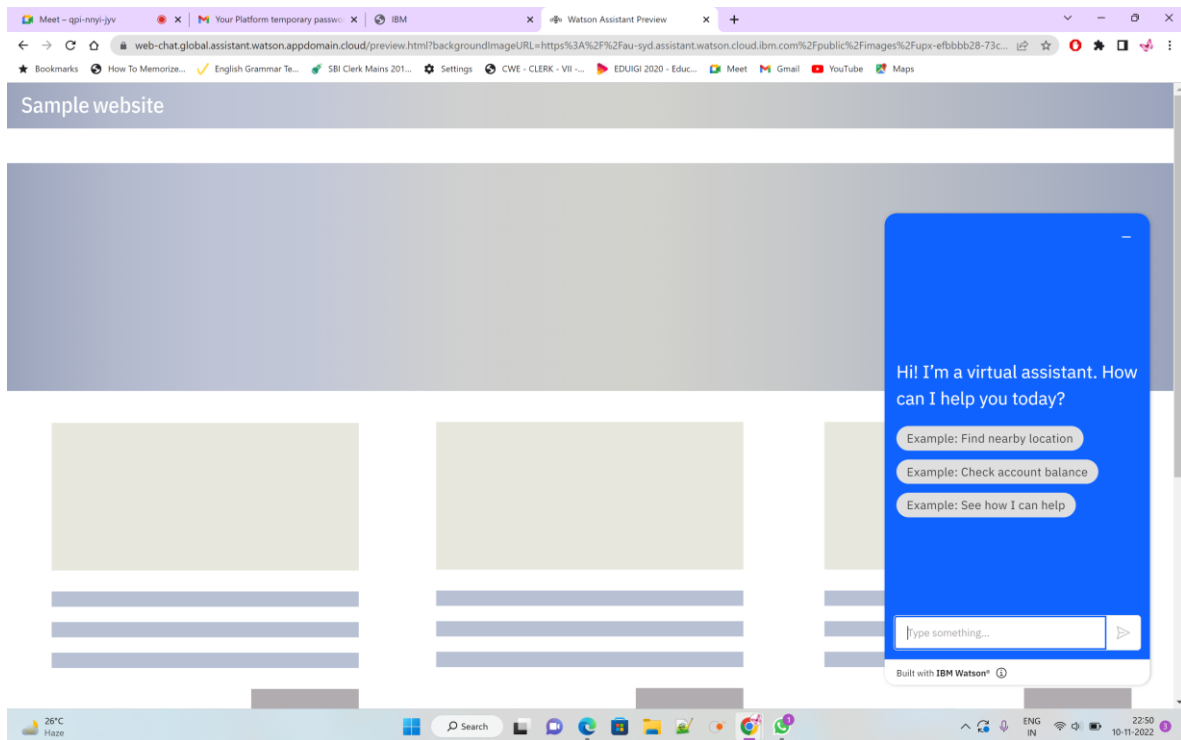 Meet – qpi-nnyi-jyv
Your Platform temporary passwo
IBM
Watson Assistant Preview
web-chat.global.assistant.watson.appdomain.cloud/preview.html?backgroundImageURL=https%3A%2F%2Fau-syd.assistant.watson.cloud.ibm.com%2Fpublic%2Fimages%2Fupx-efbbbb28-73c...
Bookmarks
How To Memorize...
English Grammar Te...
SBI Clerk Mains 201...
Settings
CWE - CLERK - VII -...
EDUIGI 2020 - Educ...
Meet
Gmail
YouTube
Maps
Sample website
Hi! I'm a virtual assistant. How
can I help you today?
Example: Find nearby location
Example: Check account balance
Example: See how I can help
Type something...
Built with IBM Watson®
26°C
Haze
Search
1
ENG
IN
22:50
10-11-2022
3